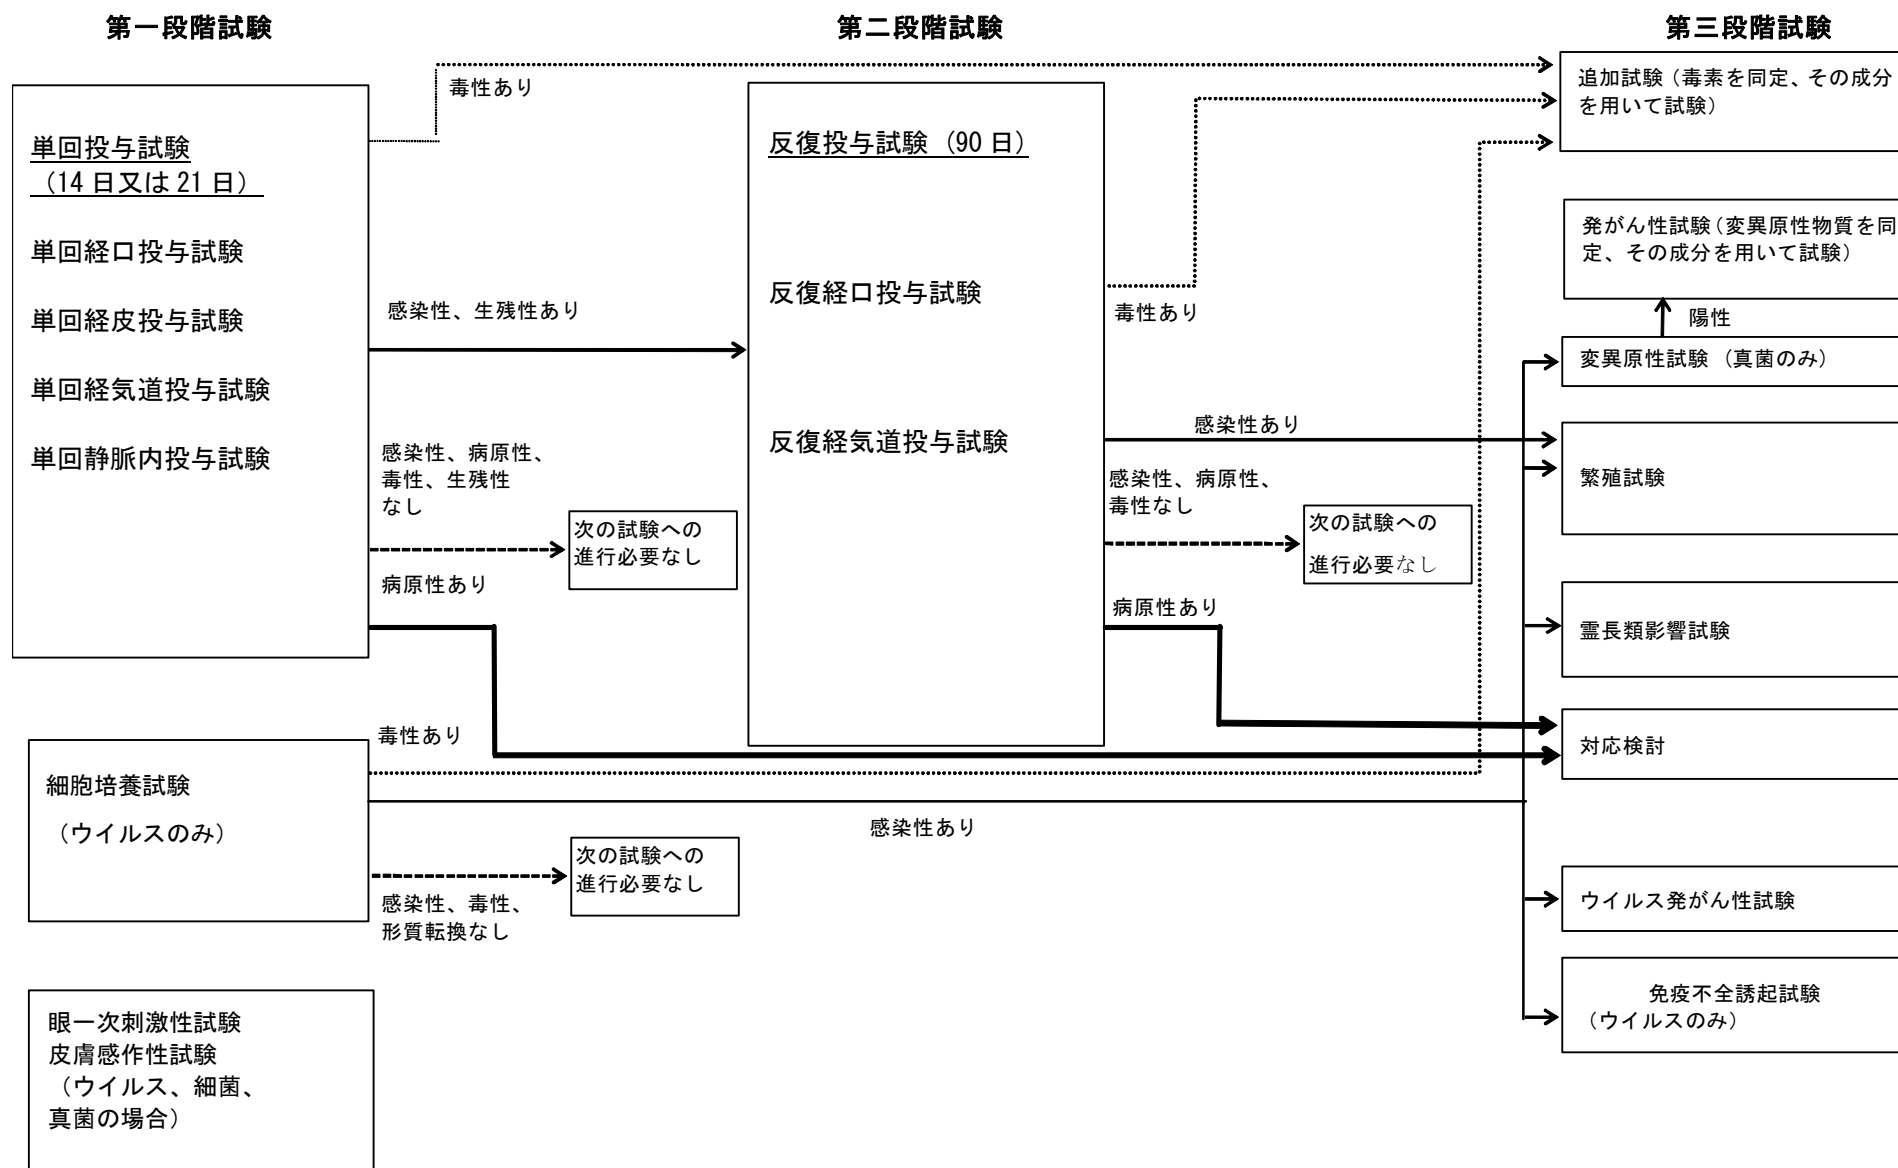 第一段階試験
第二段階試験
第三段階試験
毒性あり
単回投与試験
（14 日又は 21 日）
単回経口投与試験
単回経皮投与試験
単回経気道投与試験
単回静脈内投与試験
感染性、生残性あり
感染性、病原性、
毒性、生残性
なし
次の試験への
進行必要なし
病原性あり
反復投与試験（90 日）
反復経口投与試験
反復経気道投与試験
毒性あり
感染性あり
感染性、病原性、
毒性なし
次の試験への
進行必要なし
病原性あり
追加試験（毒素を同定、その成分
を用いて試験）
発がん性試験（変異原性物質を同
定、その成分を用いて試験）
陽性
変異原性試験（真菌のみ）
繁殖試験
霊長類影響試験
対応検討
ウイルス発がん性試験
免疫不全誘起試験
（ウイルスのみ）
毒性あり
細胞培養試験
（ウイルスのみ）
感染性あり
次の試験への
進行必要なし
感染性、毒性、
形質転換なし
眼一次刺激性試験
皮膚感作性試験
（ウイルス、細菌、
真菌の場合）